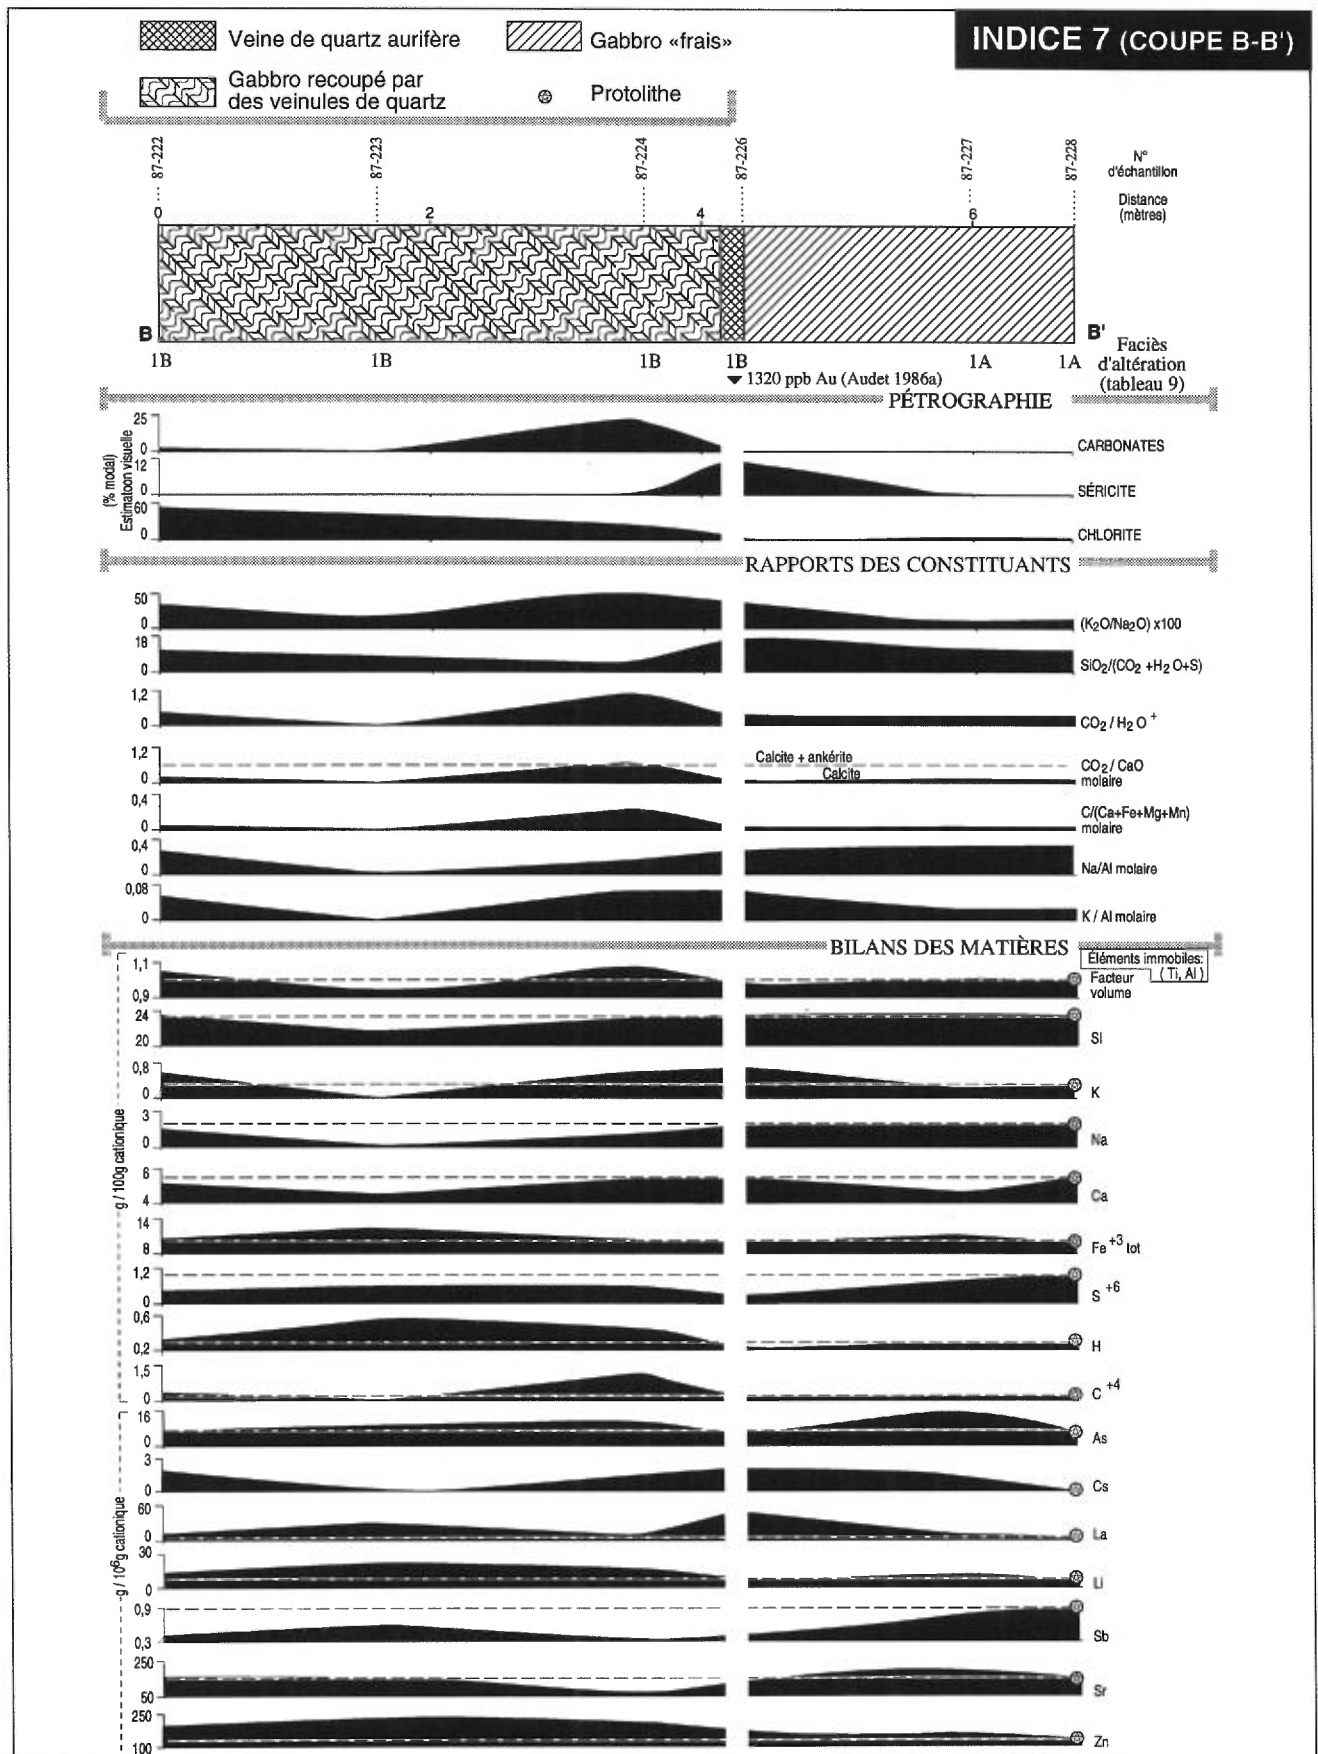 INDICE 7 (COUPE B-B')
Veine de quartz aurifère
Gabbro «frais»
Gabbro recoupé par
des veinules de quartz
Protolithe
87-222
87-223
87-224
87-226
87-227
87-228
N°
d'échantillon
Distance
(mètres)
0
2
4
6
B
B'
1B
1B
1B
1B
1A
1A
Faciès
d'altération
(tableau 9)
1320 ppb Au (Audet 1986a)
PÉTROGRAPHIE
(% modal)
Estimatoon visuelle
25
0
CARBONATES
12
0
SÉRICITE
60
0
CHLORITE
RAPPORTS DES CONSTITUANTS
50
0
(K2O/Na2O) x100
18
0
SiO2/(CO2 +H2 O+S)
1,2
0
CO2 / H2 O +
1,2
0
Calcite + ankérite
Calcite
CO2 / CaO
molaire
0,4
0
C/(Ca+Fe+Mg+Mn)
molaire
0,4
0
Na/Al molaire
0,08
0
K / Al molaire
BILANS DES MATIÈRES
Éléments immobiles:
( Ti, Al )
g / 100g cationique
1,1
0,9
Facteur
volume
24
20
Si
0,8
0
K
3
0
Na
6
4
Ca
14
8
Fe +3 tot
1,2
0
S +6
0,6
0,2
H
1,5
0
C +4
g / 10⁶g cationique
16
0
As
3
0
Cs
60
0
La
30
0
Li
0,9
0,3
Sb
250
50
Sr
250
100
Zn